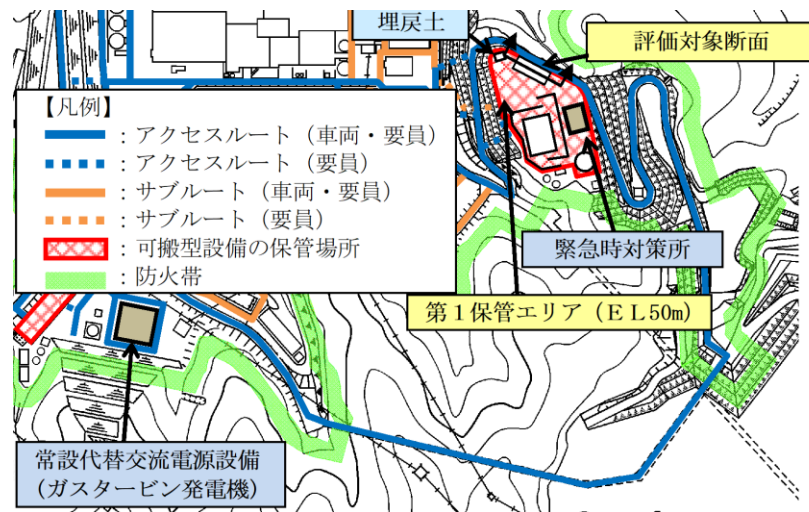 埋戻土
評価対象断面
【凡例】
：アクセスルート（車両・要員）
：アクセスルート（要員）
：サブルート（車両・要員）
：サブルート（要員）
：可搬型設備の保管場所
：防火帯
緊急時対策所
第１保管エリア（ＥＬ50m）
常設代替交流電源設備
(ガスタービン発電機)